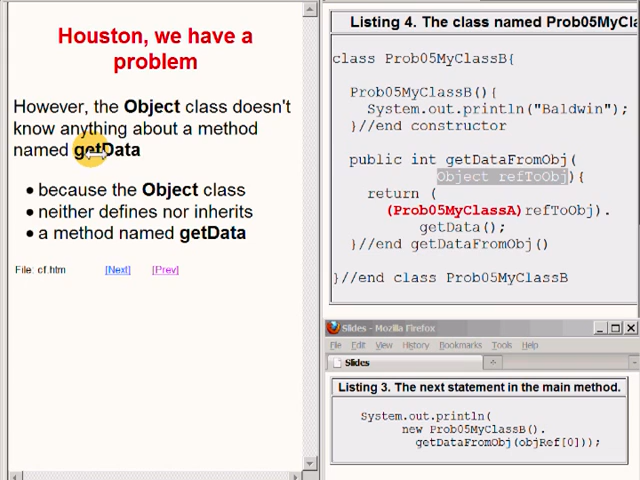 Houston, we have a
problem
However, the Object class doesn't
know anything about a method
named getData
• because the Object class
• neither defines nor inherits
• a method named getData
File: cf.htm [Next] [Prev]
Listing 4. The class named Prob05MyCla
class Prob05MyClassB{
Prob05MyClassB(){
System.out.println("Baldwin");
}//end constructor
public int getDataFromObj(
Object refToObj){
return (
(Prob05MyClassA)refToObj).
getData();
}//end getDataFromObj()
}//end class Prob05MyClassB
Slides - Mozilla Firefox
File Edit View History Bookmarks Tools Help
Slides
Listing 3. The next statement in the main method.
System.out.println(
new Prob05MyClassB().
getDataFromObj(objRef[0]));